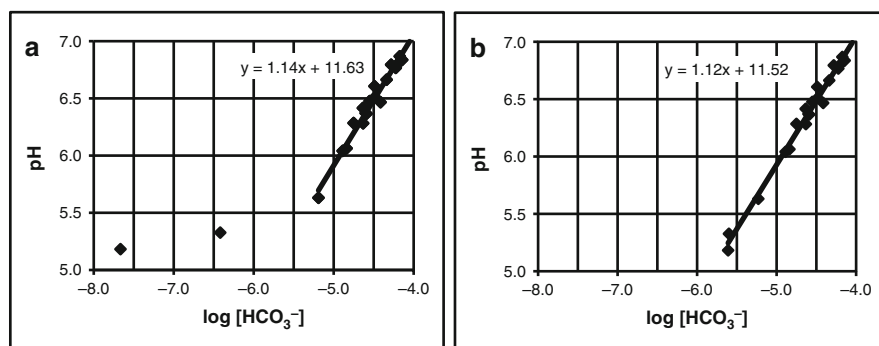 a
7.0
y = 1.14x + 11.63
6.5
pH
6.0
5.5
5.0
–8.0 –7.0 –6.0 –5.0 –4.0
log [HCO₃⁻]
b
7.0
y = 1.12x + 11.52
6.5
pH
6.0
5.5
5.0
–8.0 –7.0 –6.0 –5.0 –4.0
log [HCO₃⁻]